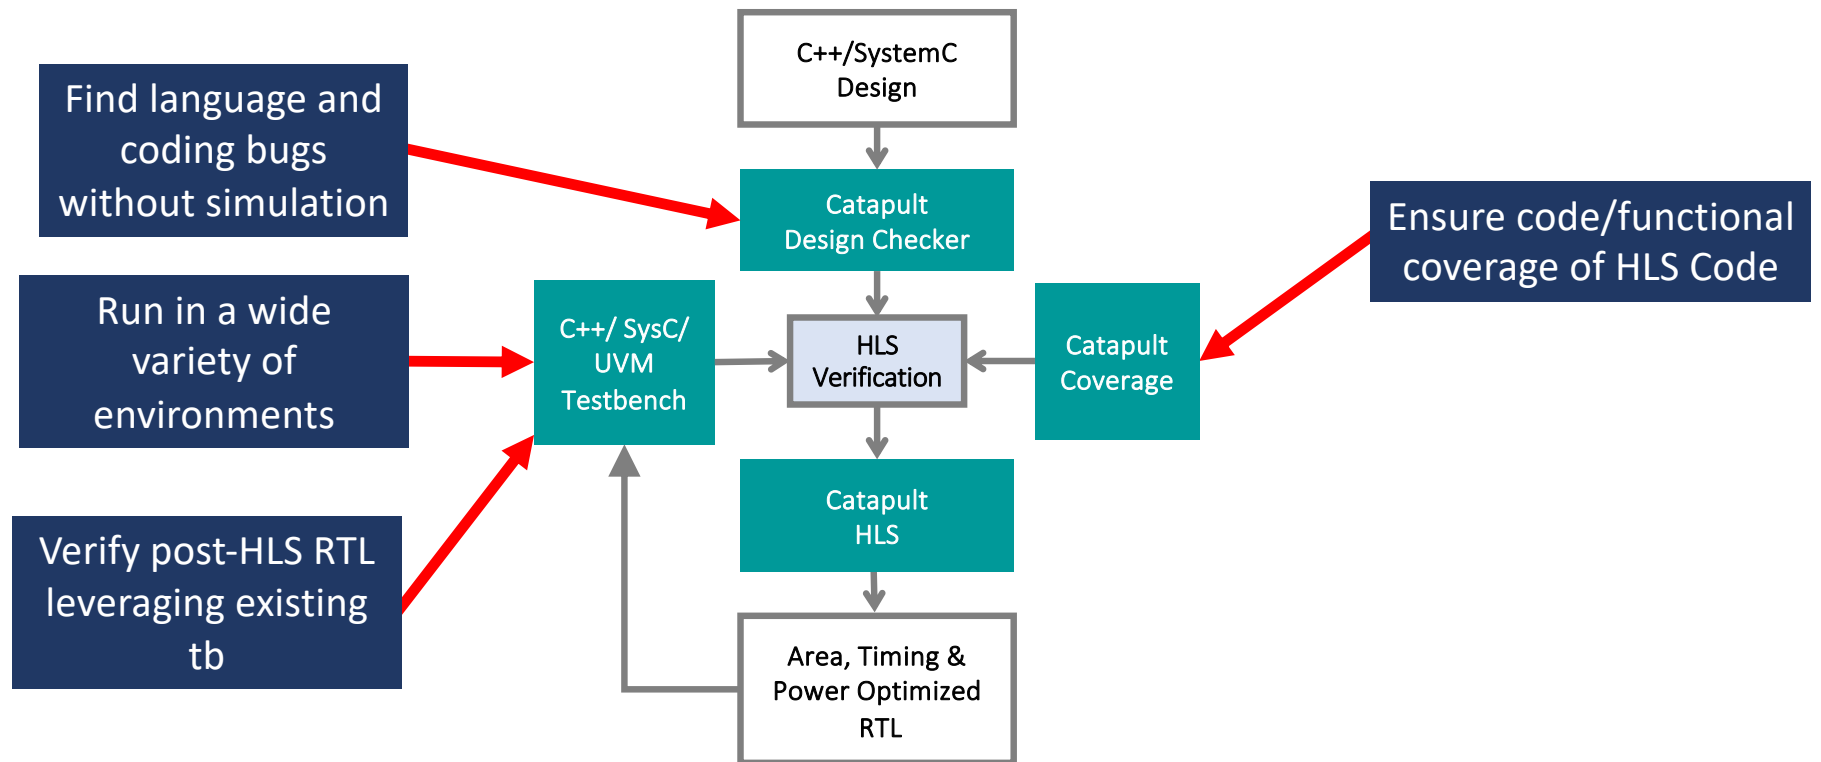 C++/SystemC
Design
Find language and
coding bugs
without simulation
Catapult
Design Checker
Ensure code/functional
coverage of HLS Code
Run in a wide
variety of
environments
C++/ SysC/
UVM
Testbench
HLS
Verification
Catapult
Coverage
Catapult
HLS
Verify post-HLS RTL
leveraging existing
tb
Area, Timing &
Power Optimized
RTL